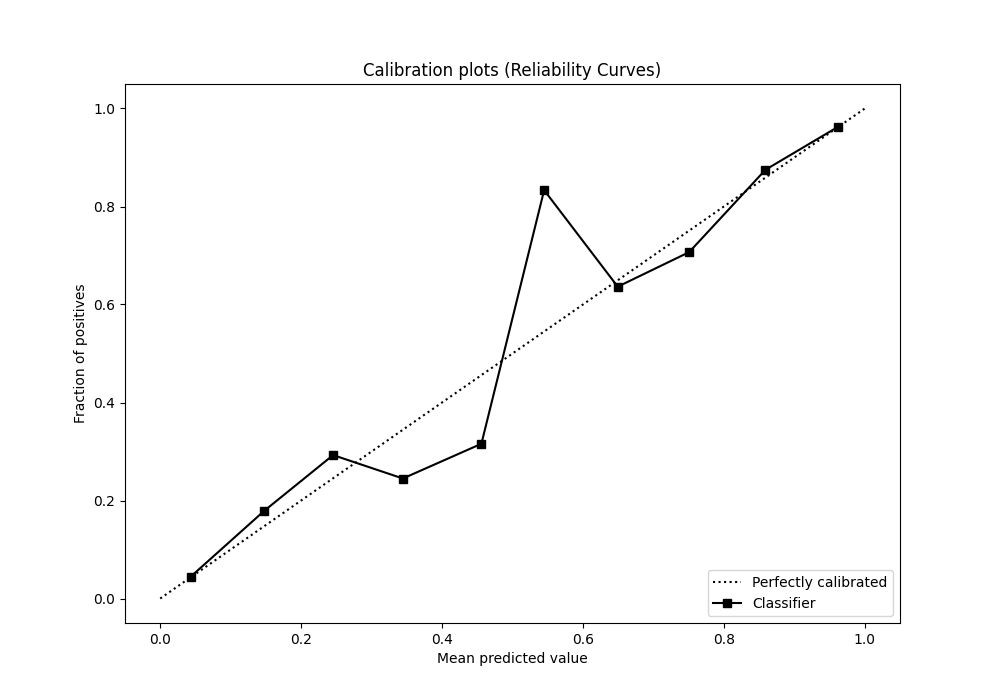 Calibration plots (Reliability Curves)
1.0
0.8
0.6
0.4
0.2
0.0
Fraction of positives
0.0 0.2 0.4 0.6 0.8 1.0
Mean predicted value
Perfectly calibrated
Classifier